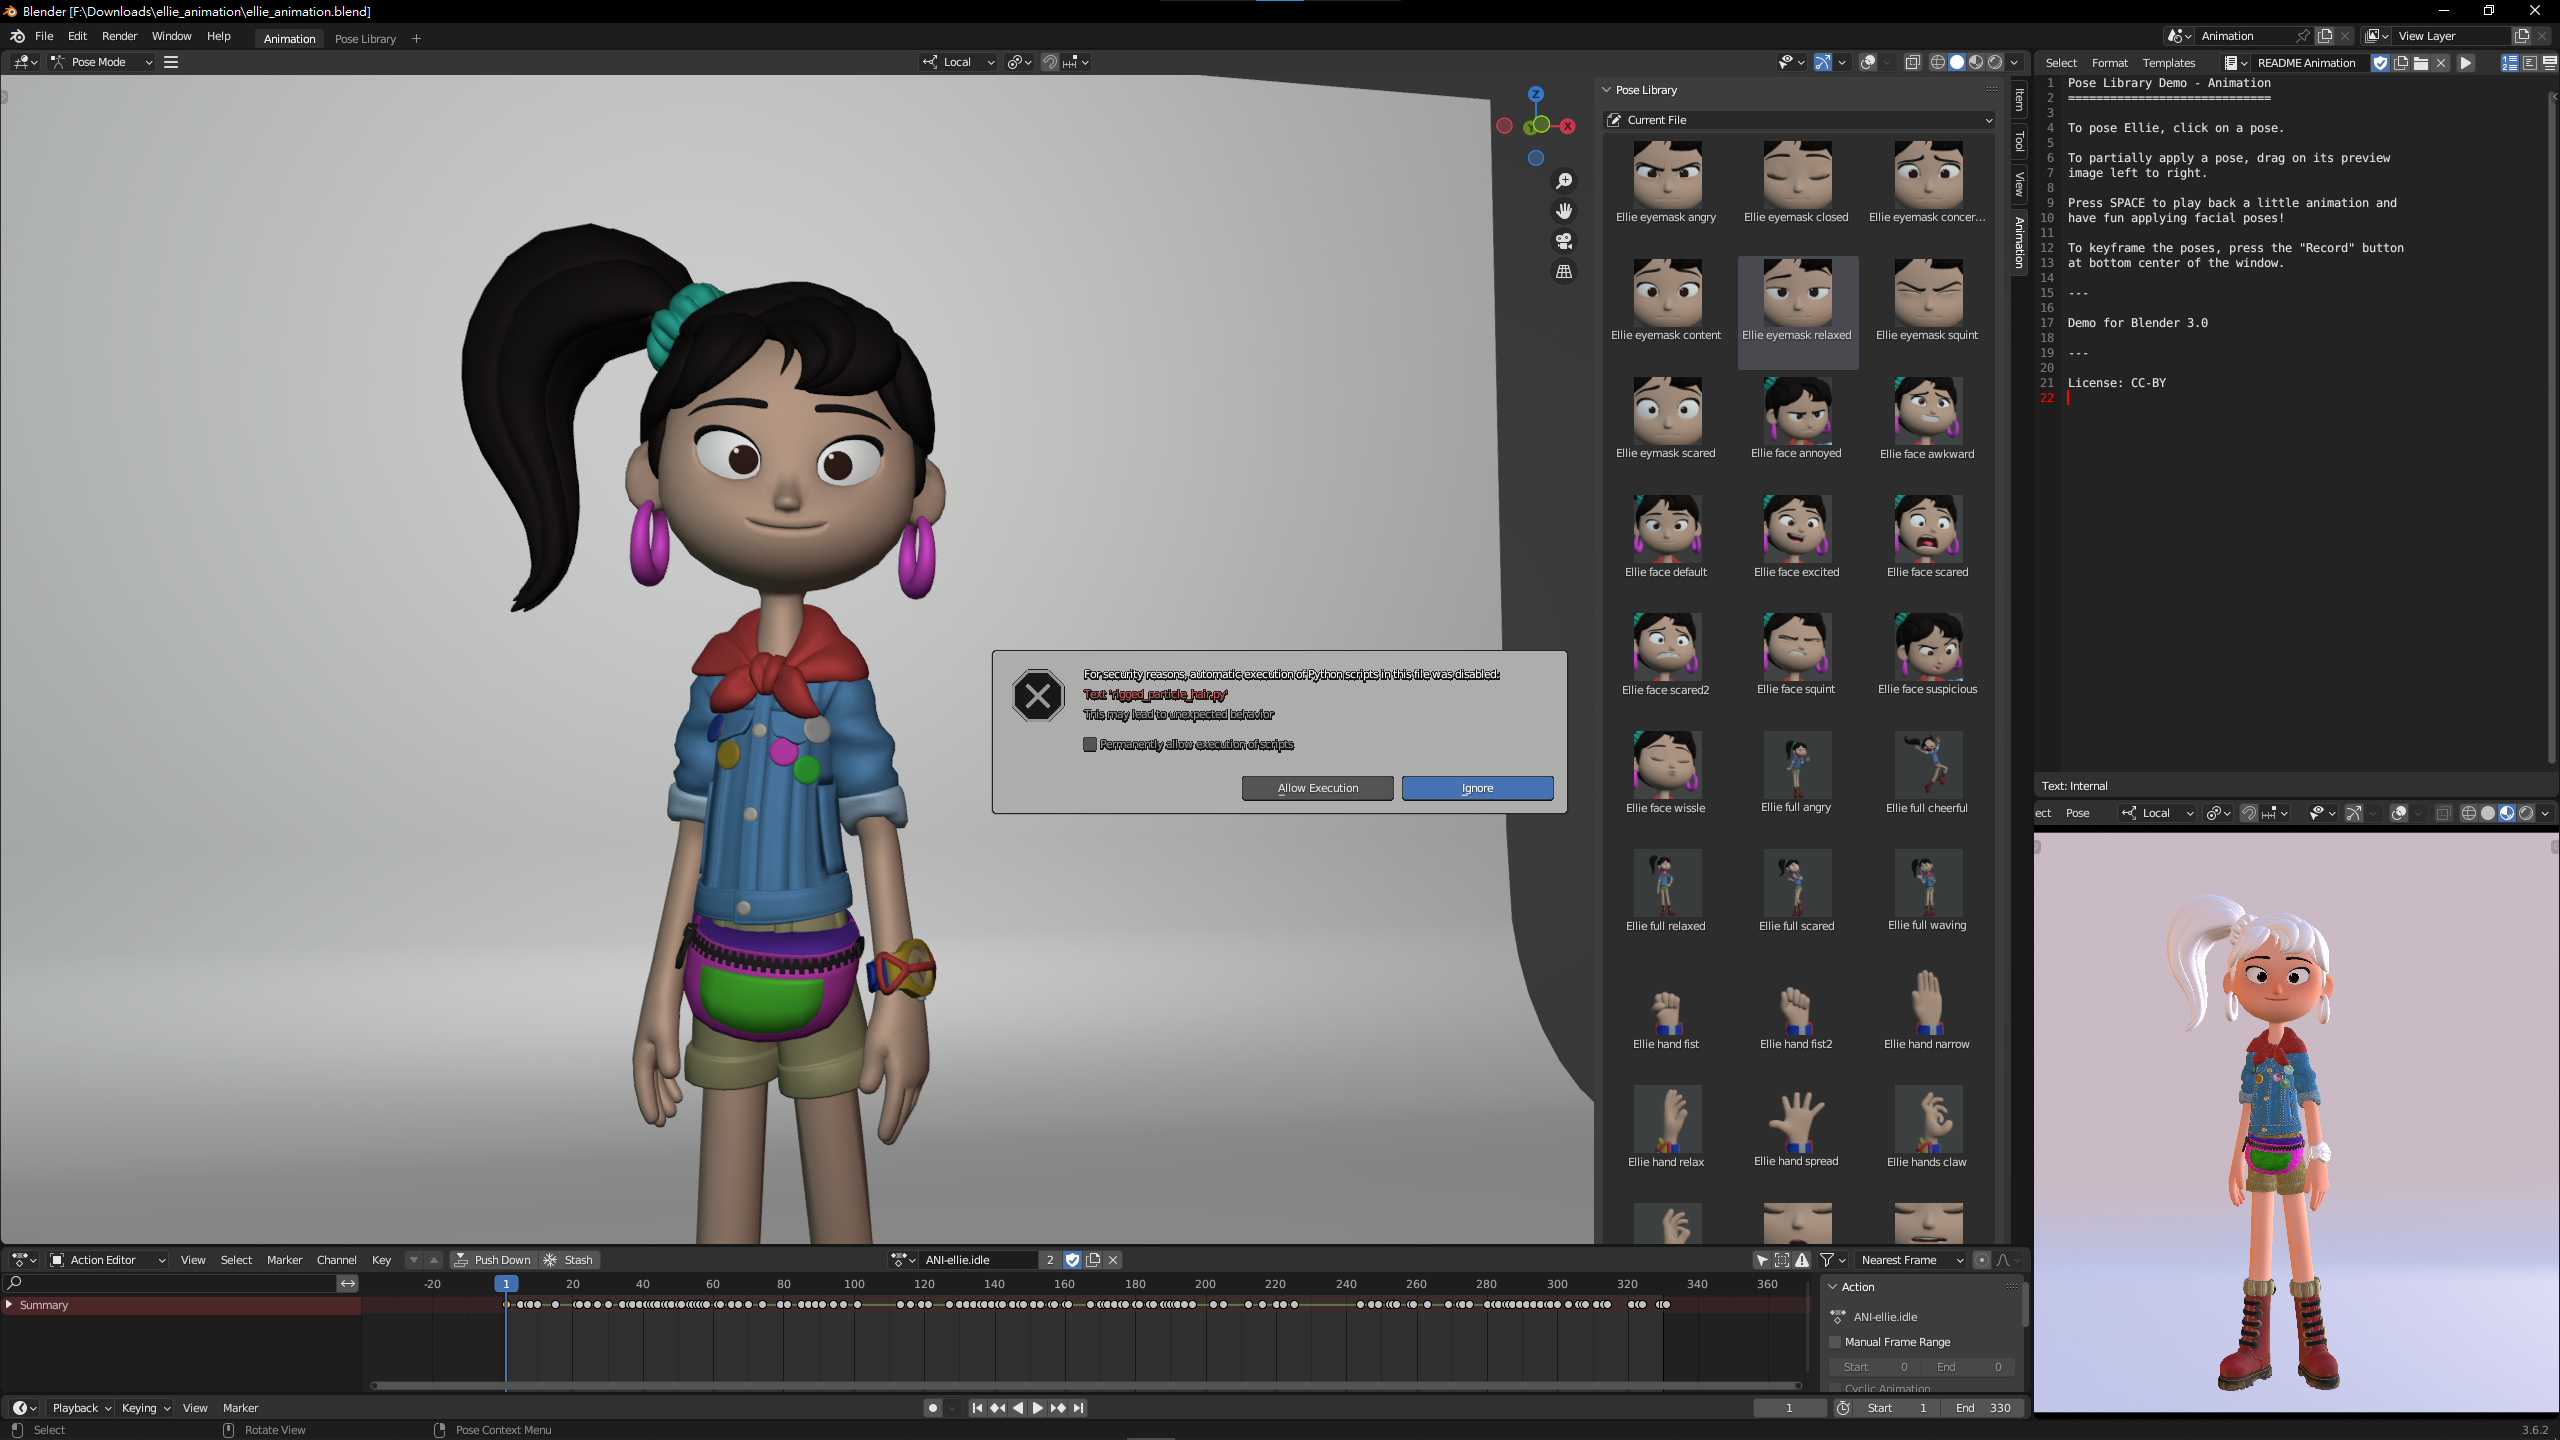 Blender [F:\Downloads\ellie_animation\ellie_animation.blend]
File Edit Render Window Help Animation Pose Library + Animation View Layer
Pose Mode Local
Select Format Templates README Animation
Pose Library
Current File
Ellie eyemask angry Ellie eyemask closed Ellie eyemask concer...
Ellie eyemask content Ellie eyemask relaxed Ellie eyemask squint
Ellie eymask scared Ellie face annoyed Ellie face awkward
Ellie face default Ellie face excited Ellie face scared
Ellie face scared2 Ellie face squint Ellie face suspicious
Ellie face wissle Ellie full angry Ellie full cheerful
Ellie full relaxed Ellie full scared Ellie full waving
Ellie hand fist Ellie hand fist2 Ellie hand narrow
Ellie hand relax Ellie hand spread Ellie hands claw
Item
Tool
View
Animation
Z
Y
X
1 Pose Library Demo - Animation
2 =============================
3
4 To pose Ellie, click on a pose.
5
6 To partially apply a pose, drag on its preview
7 image left to right.
8
9 Press SPACE to play back a little animation and
10 have fun applying facial poses!
11
12 To keyframe the poses, press the "Record" button
13 at bottom center of the window.
14
15 ---
16
17 Demo for Blender 3.0
18
19 ---
20
21 License: CC-BY
22
Text: Internal
ect Pose Local
For security reasons, automatic execution of Python scripts in this file was disabled:
Text 'rigged_particle_hair.py'
This may lead to unexpected behavior
Permanently allow execution of scripts
Allow Execution Ignore
Action Editor View Select Marker Channel Key Push Down Stash ANI-ellie.idle 2 Nearest Frame
-20 1 20 40 60 80 100 120 140 160 180 200 220 240 260 280 300 320 340 360
Summary
Action
ANI-ellie.idle
Manual Frame Range
Start 0 End 0
Cyclic Animation
Playback Keying View Marker 1 Start 1 End 330
Select Rotate View Pose Context Menu 3.6.2